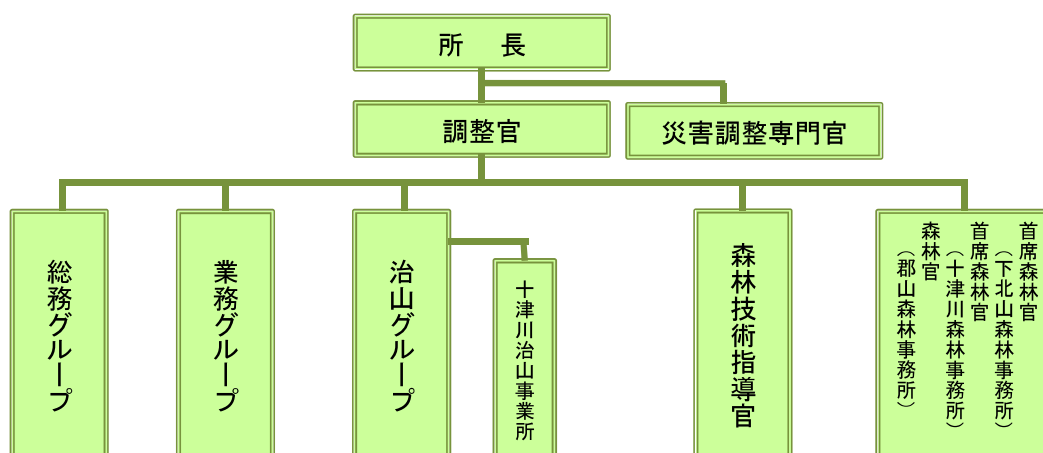 所　長
調整官
災害調整専門官
総務グループ
業務グループ
治山グループ
十津川治山事業所
森林技術指導官
首席森林官
（下北山森林事務所）
首席森林官
（十津川森林事務所）
森林官
（郡山森林事務所）